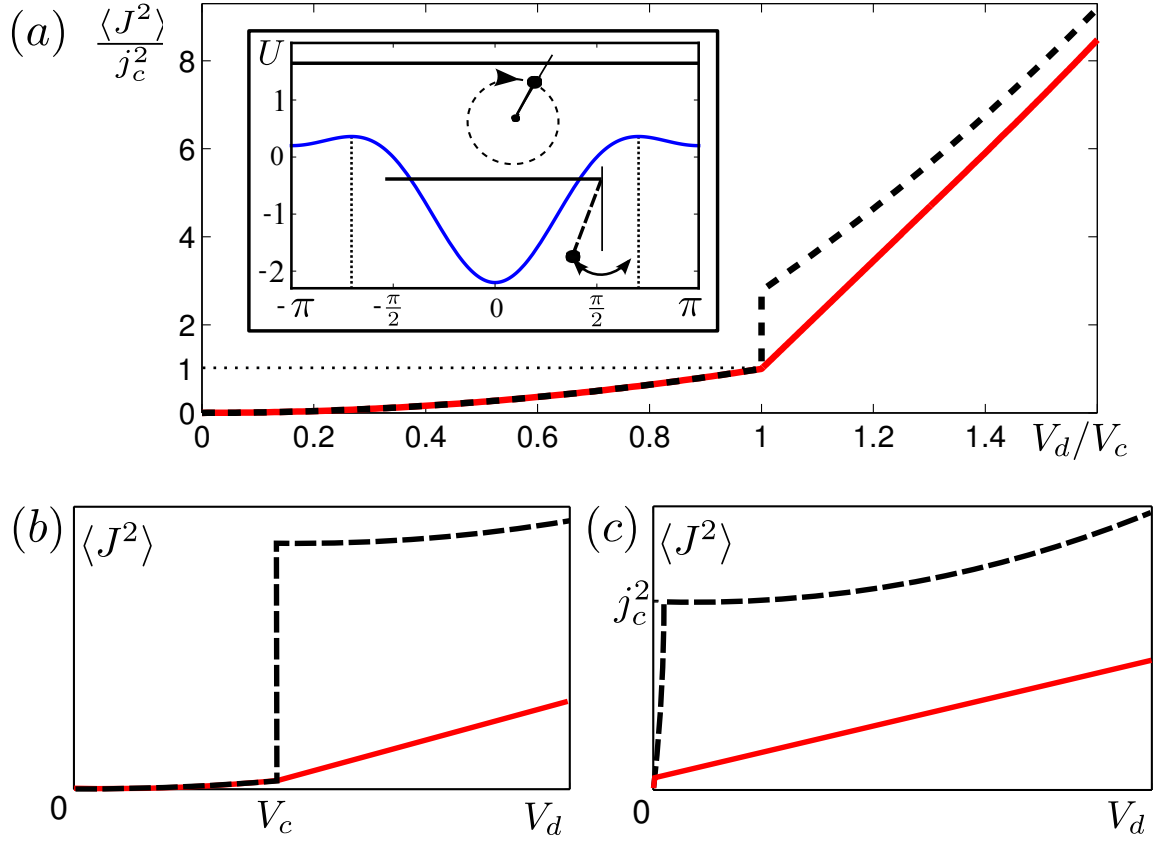 (a) ⟨J²⟩/j_c²
8
6
4
2
1
0
0 0.2 0.4 0.6 0.8 1 1.2 1.4 V_d/V_c
U
1
0
-1
-2
-π -π/2 0 π/2 π
(b) ⟨J²⟩
0 V_c V_d
(c) ⟨J²⟩
j_c²
0 V_d